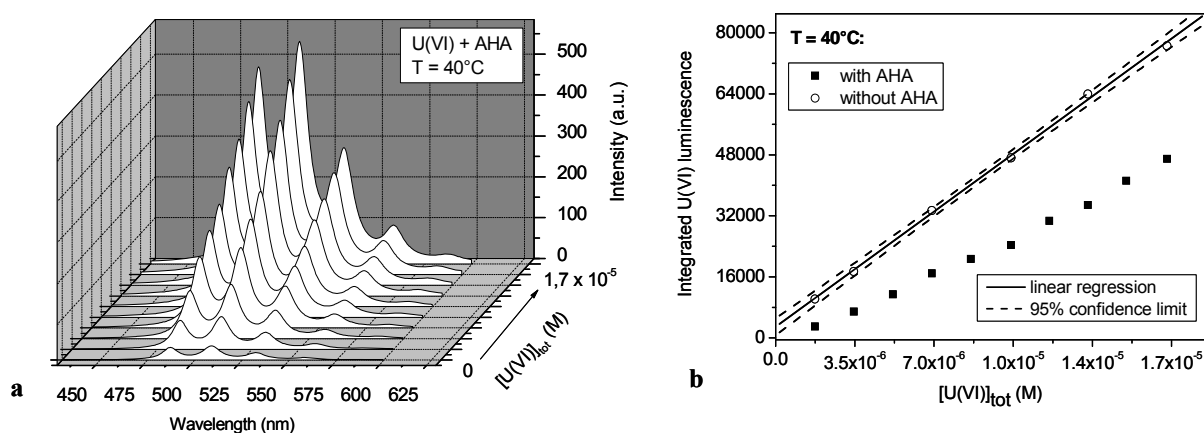 U(VI) + AHA
T = 40°C
500
400
300
200
100
0
Intensity (a.u.)
1,7 x 10-5
[U(VI)]tot (M)
0
450 475 500 525 550 575 600 625
Wavelength (nm)
a
80000
64000
48000
32000
16000
0
Integrated U(VI) luminescence
T = 40°C:
with AHA
without AHA
linear regression
95% confidence limit
0.0 3.5x10-6 7.0x10-6 1.0x10-5 1.4x10-5 1.7x10-5
[U(VI)]tot (M)
b